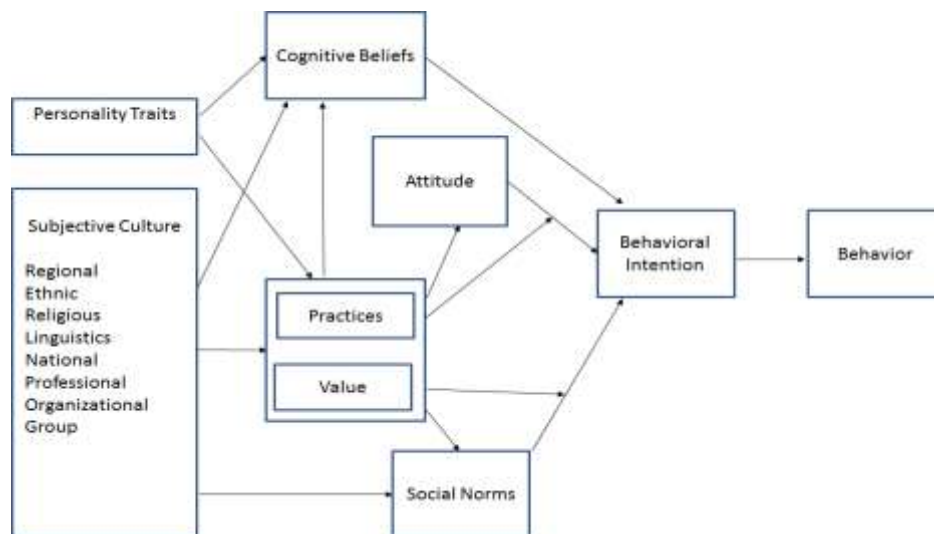 Cognitive Beliefs
Personality Traits
Attitude
Subjective Culture
Regional
Ethnic
Religious
Linguistics
National
Professional
Organizational
Group
Practices
Value
Behavioral
Intention
Behavior
Social Norms